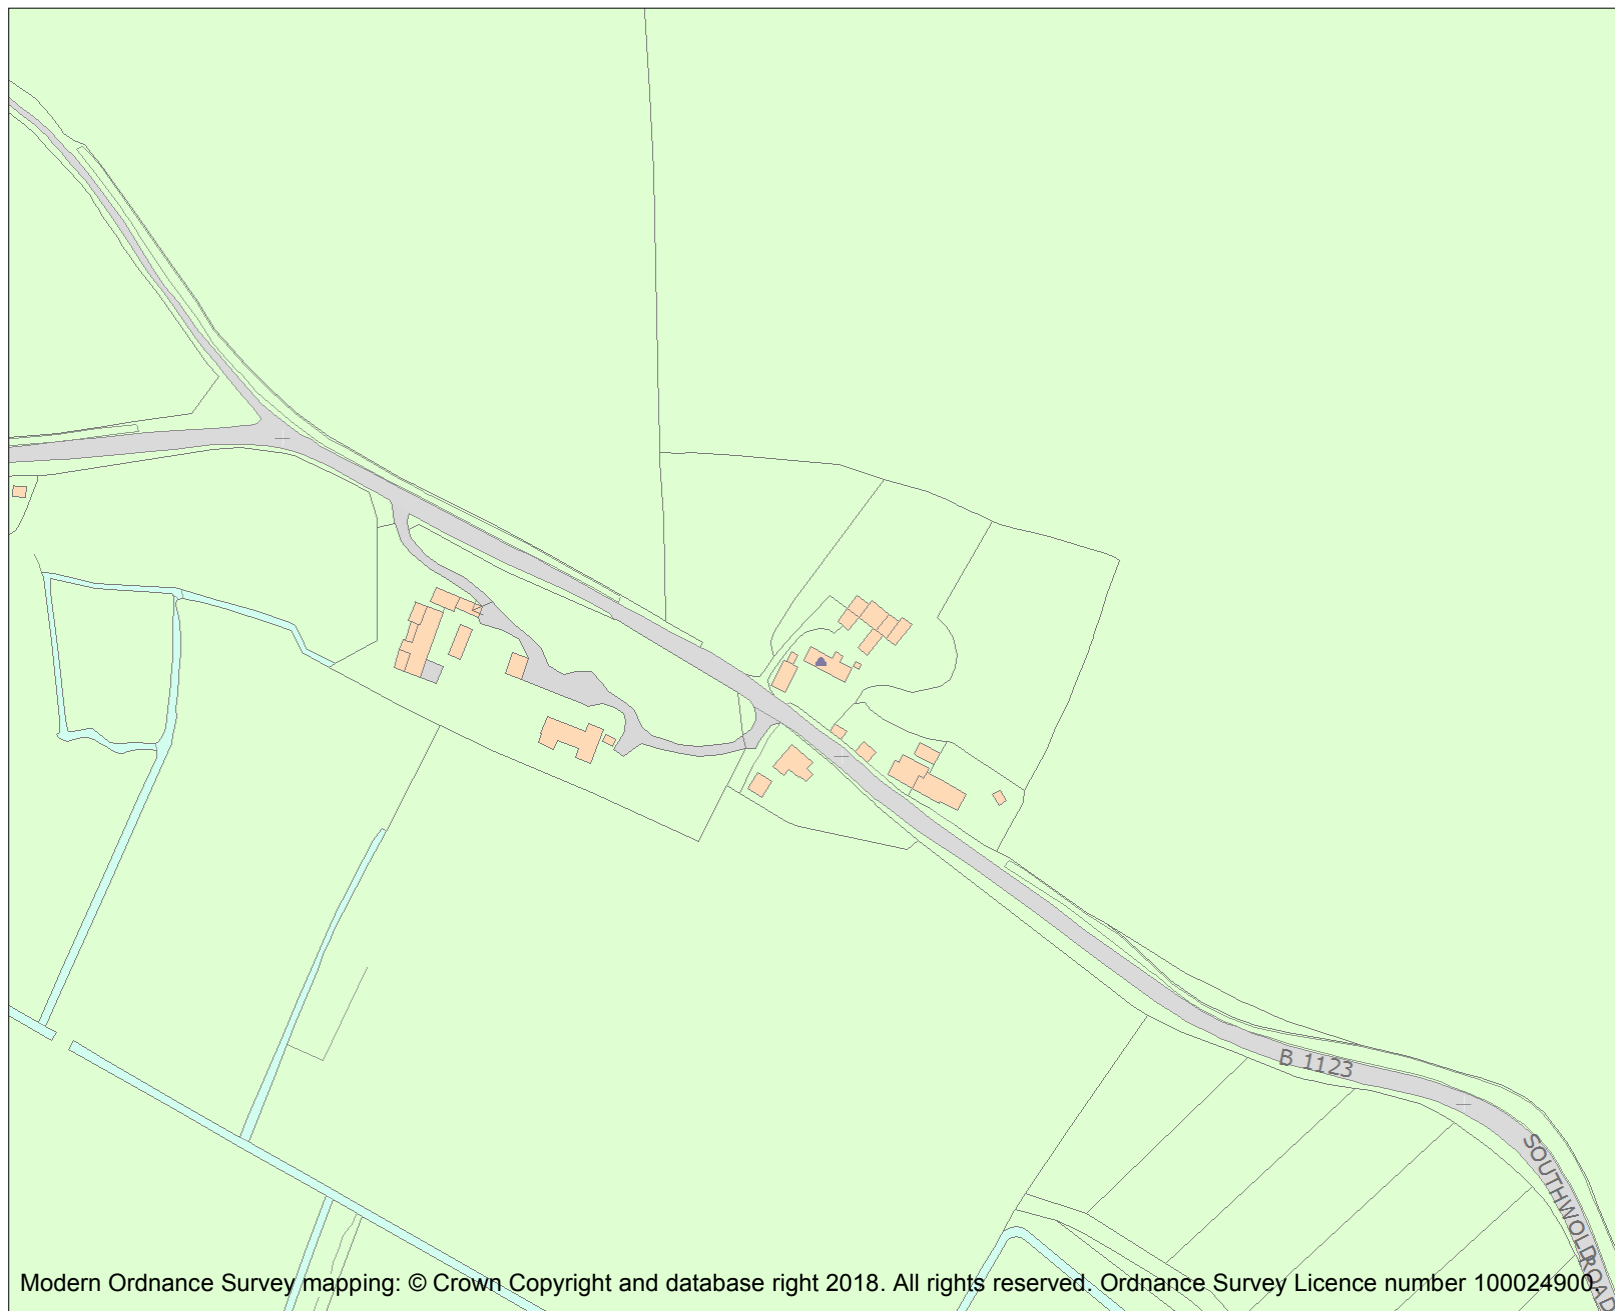 B 1123
SOUTHWOLD ROAD
Modern Ordnance Survey mapping: © Crown Copyright and database right 2018. All rights reserved. Ordnance Survey Licence number 100024900.